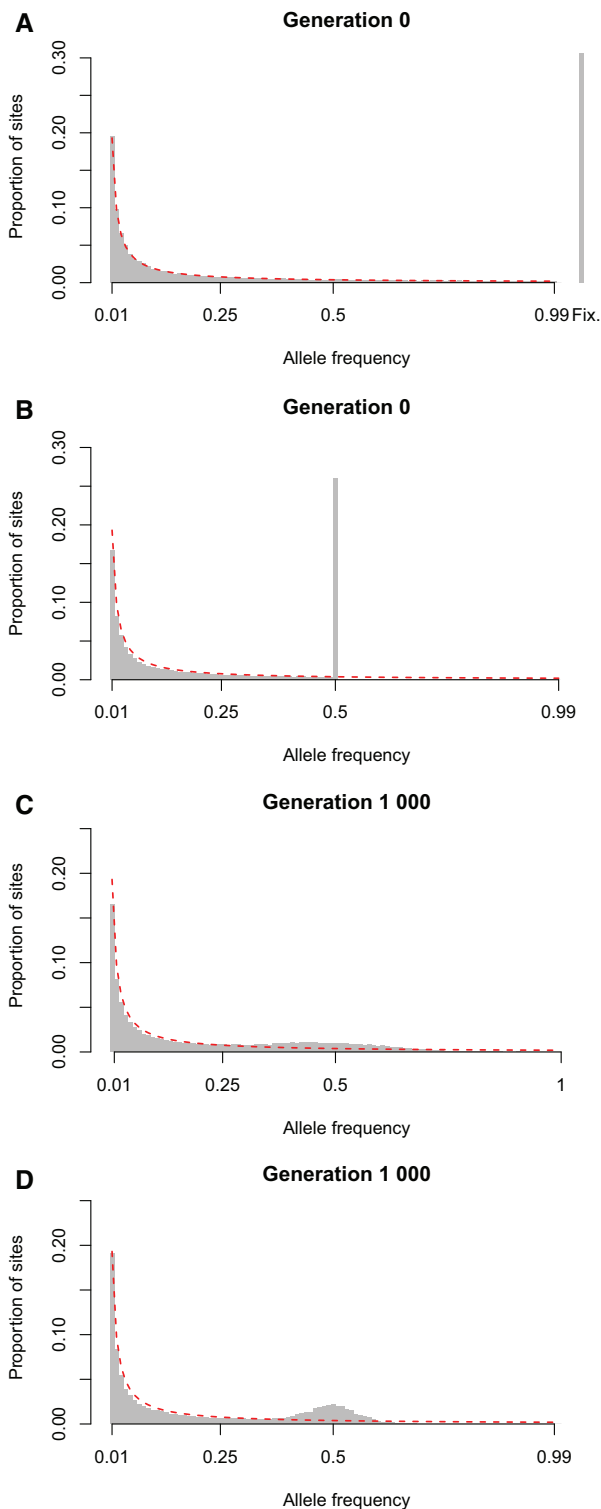 A
Generation 0
Proportion of sites
0.00 0.10 0.20 0.30
0.01 0.25 0.5 0.99 Fix.
Allele frequency
B
Generation 0
Proportion of sites
0.00 0.10 0.20 0.30
0.01 0.25 0.5 0.99
Allele frequency
C
Generation 1 000
Proportion of sites
0.00 0.10 0.20
0.01 0.25 0.5 1
Allele frequency
D
Generation 1 000
Proportion of sites
0.00 0.10 0.20
0.01 0.25 0.5 0.99
Allele frequency